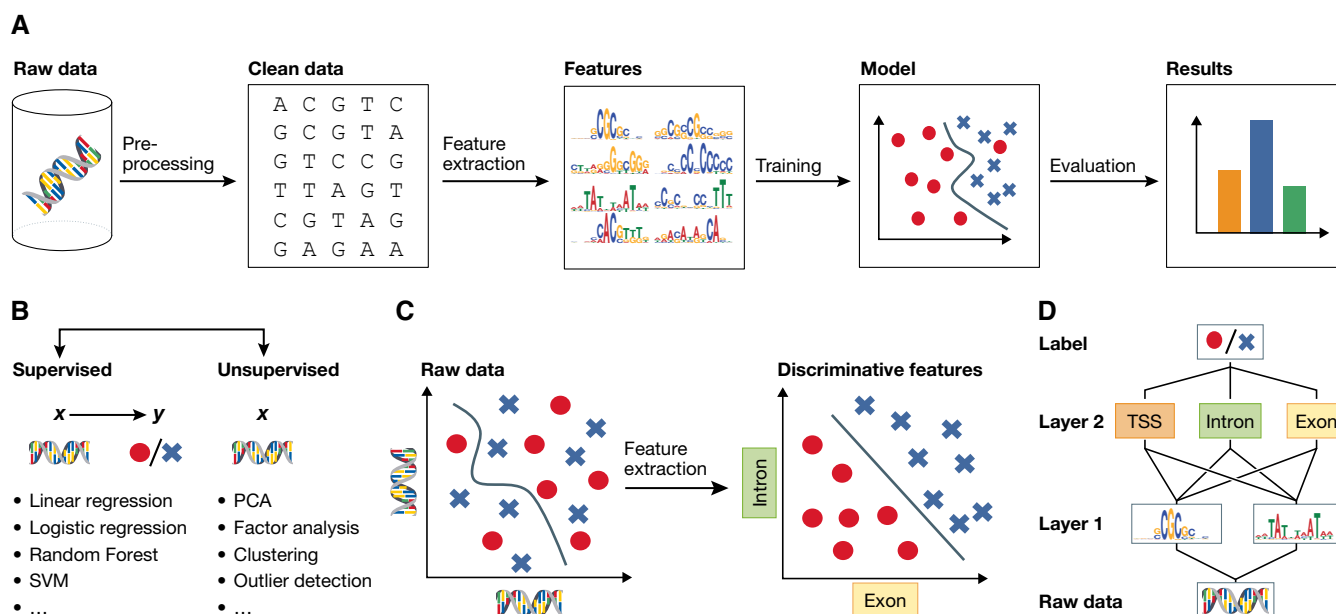 A
Raw data
Clean data
Features
Model
Results
Pre-
processing
Feature
extraction
Training
Evaluation
A C G T C
G C G T A
G T C C G
T T A G T
C G T A G
G A G A A
B
Supervised
Unsupervised
x
y
x
• Linear regression
• Logistic regression
• Random Forest
• SVM
• ...
• PCA
• Factor analysis
• Clustering
• Outlier detection
• ...
C
Raw data
Feature
extraction
Discriminative features
Intron
Exon
D
Label
Layer 2
TSS
Intron
Exon
Layer 1
Raw data